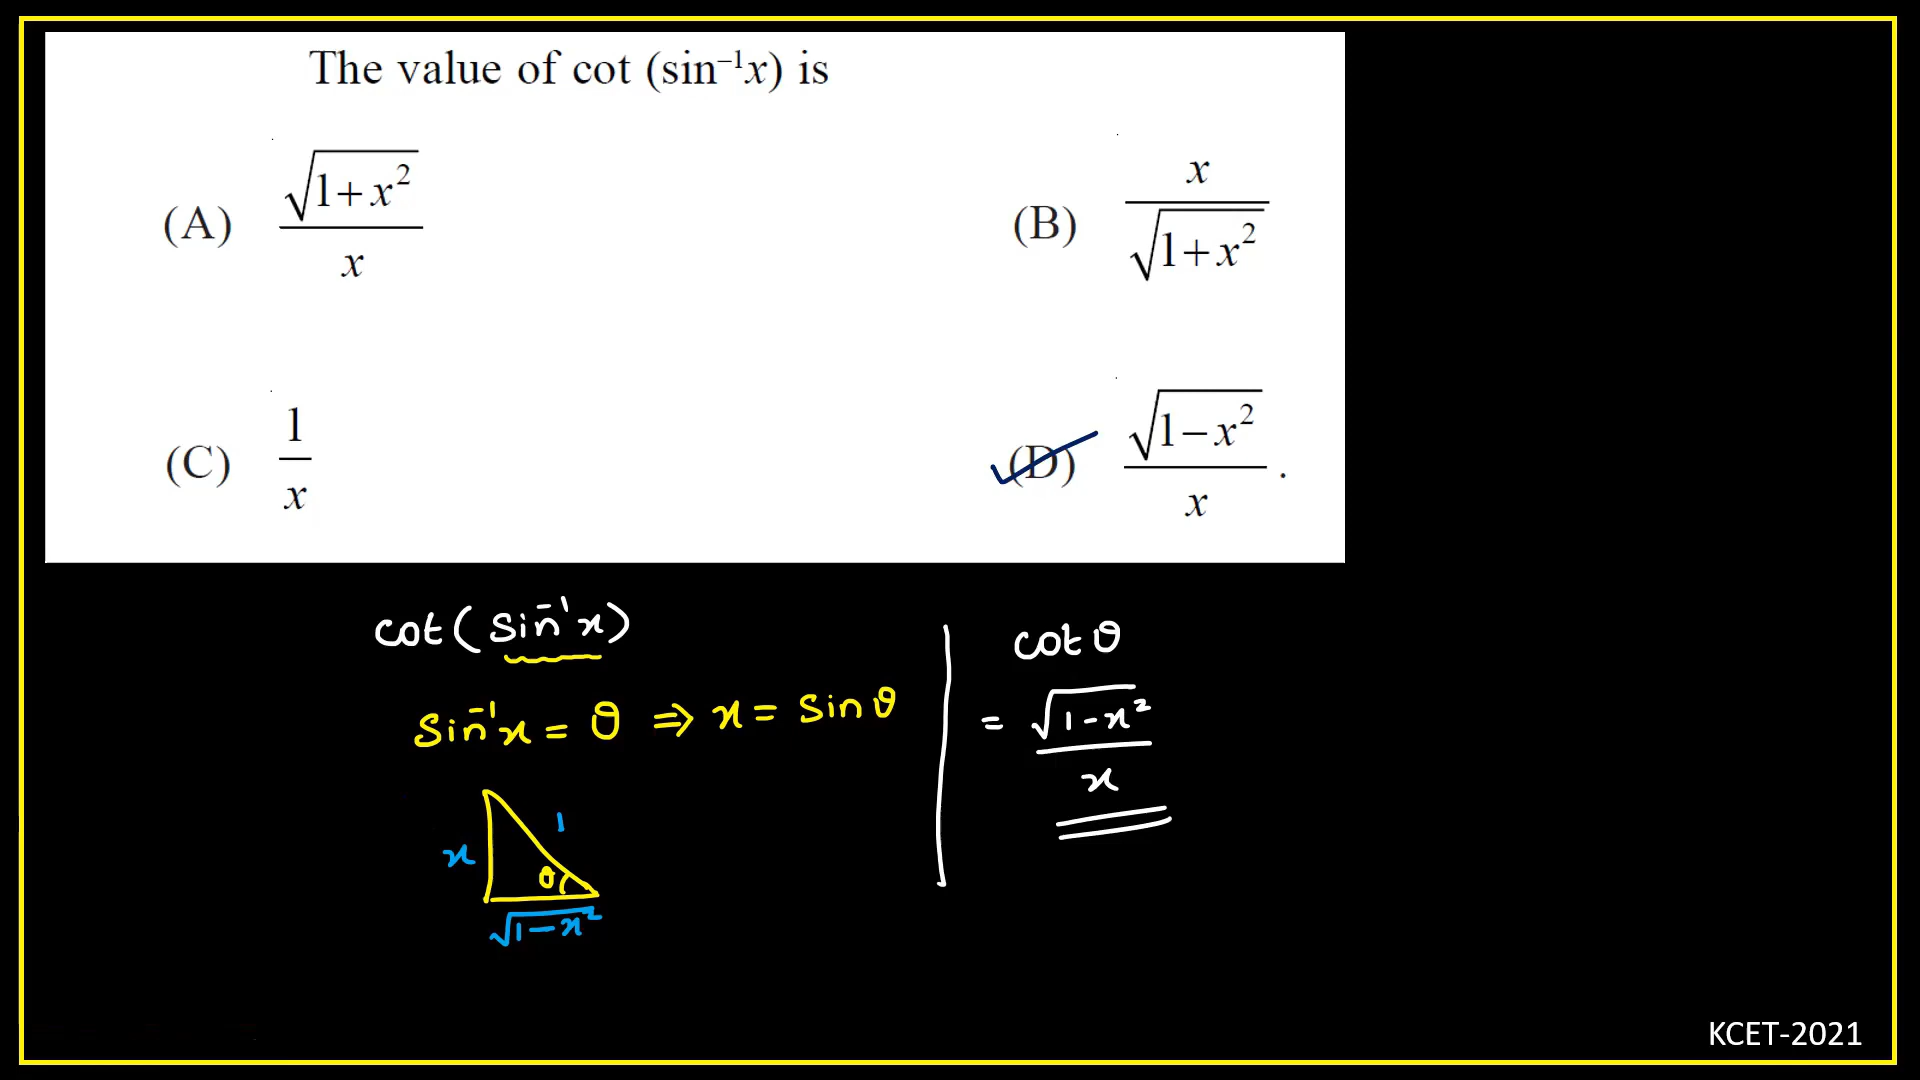 The value of cot (sin⁻¹x) is
(A) √(1+x²) / x
(B) x / √(1+x²)
(C) 1 / x
(D) √(1−x²) / x .
cot (sin⁻¹x)
sin⁻¹x = θ ⇒ x = sin θ
x
1
θ
√(1−x²)
cot θ
= √(1−x²) / x
KCET-2021